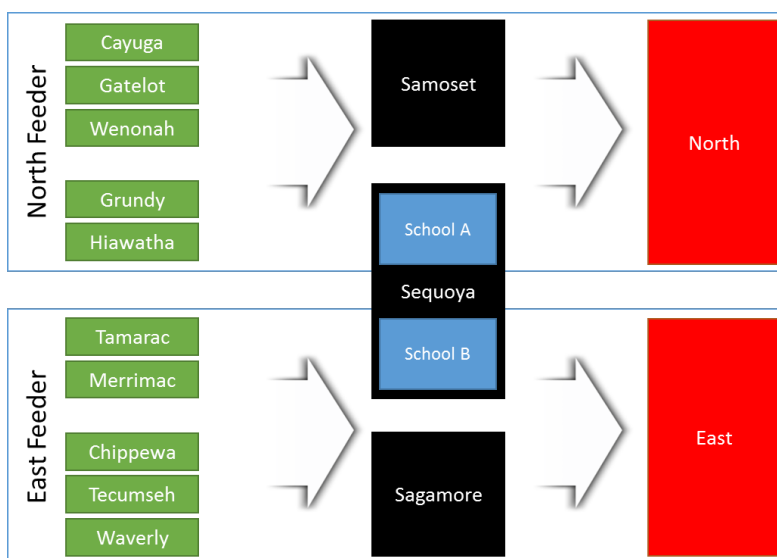 North Feeder
Cayuga
Gatelot
Wenonah
Grundy
Hiawatha
Samoset
School A
Sequoya
School B
North
East Feeder
Tamarac
Merrimac
Chippewa
Tecumseh
Waverly
Sagamore
East